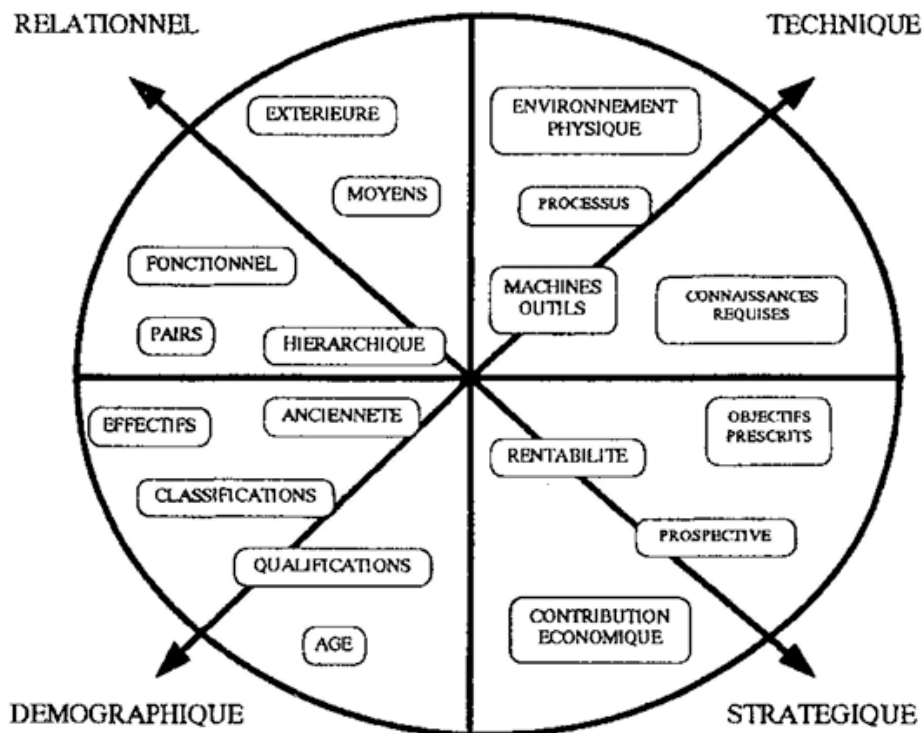 RELATIONNEL
TECHNIQUE
EXTERIEURE
ENVIRONNEMENT
PHYSIQUE
MOYENS
PROCESSUS
FONCTIONNEL
MACHINES
OUTILS
CONNAISSANCES
REQUISES
PAIRS
HIERARCHIQUE
EFFECTIFS
ANCIENNETE
OBJECTIFS
PRESCRITS
RENTABILITE
CLASSIFICATIONS
PROSPECTIVE
QUALIFICATIONS
CONTRIBUTION
ECONOMIQUE
AGE
DEMOGRAPHIQUE
STRATEGIQUE